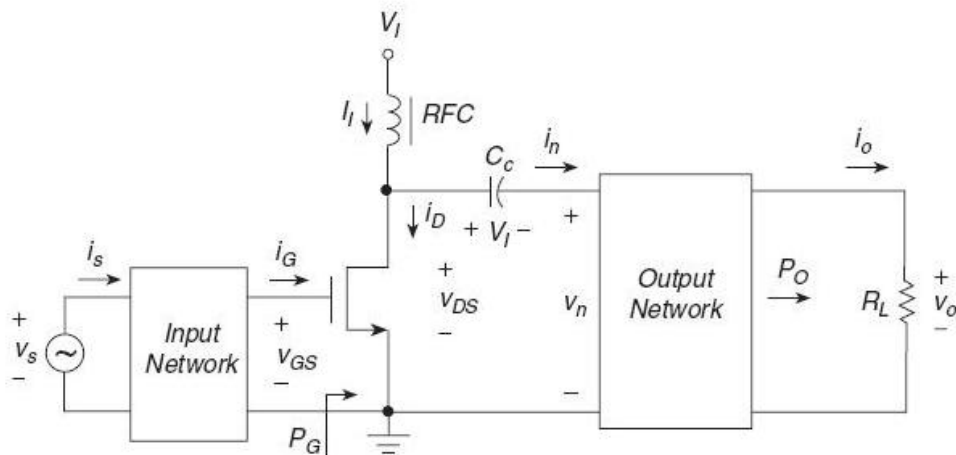 V_I
I_I
RFC
C_c
i_n
i_o
i_D
+ V_I −
+
i_s
i_G
+
v_DS
−
v_n
Output
Network
P_O
R_L
+
v_o
−
+
v_s
−
Input
Network
+
v_GS
−
−
P_G